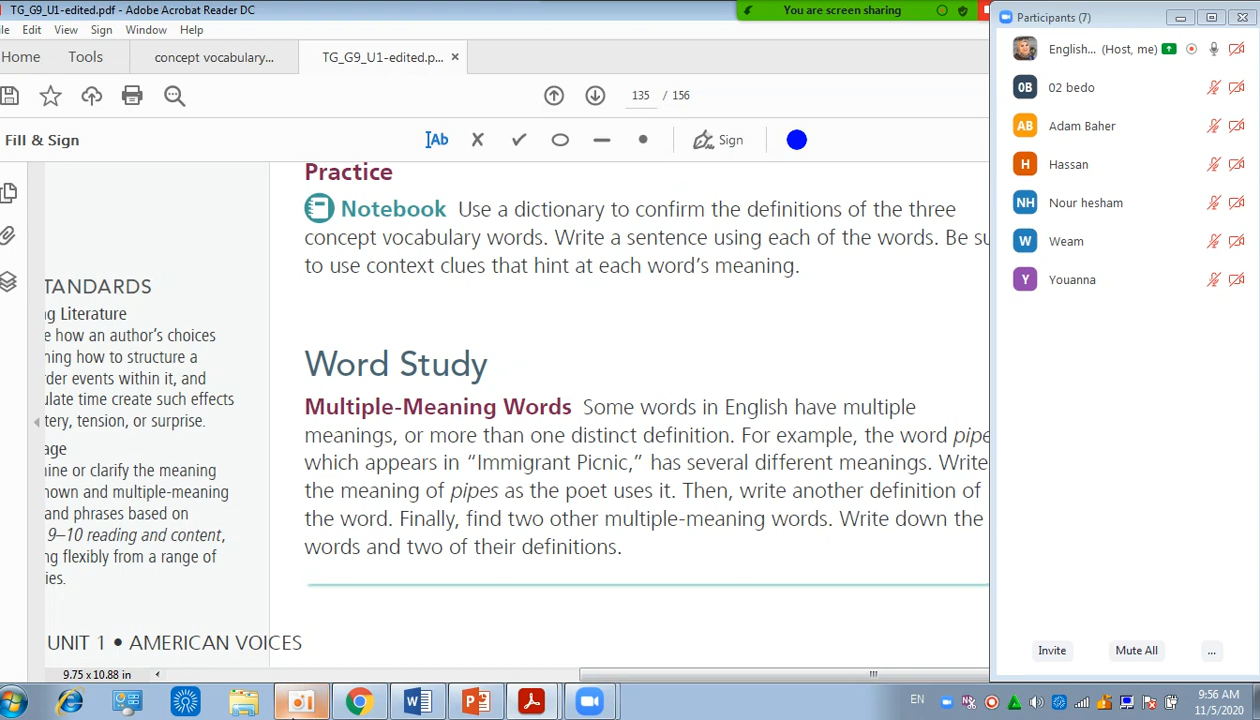 TG_G9_U1-edited.pdf - Adobe Acrobat Reader DC
You are screen sharing
Participants (7)
le Edit View Sign Window Help
Home Tools concept vocabulary... TG_G9_U1-edited.p... ×
135 / 156
Fill & Sign
Ab
Sign
English... (Host, me)
0B 02 bedo
AB Adam Baher
H Hassan
NH Nour hesham
W Weam
Y Youanna
Practice
Notebook Use a dictionary to confirm the definitions of the three
concept vocabulary words. Write a sentence using each of the words. Be su
to use context clues that hint at each word's meaning.
TANDARDS
ng Literature
e how an author's choices
ning how to structure a
rder events within it, and
ulate time create such effects
tery, tension, or surprise.
age
nine or clarify the meaning
nown and multiple-meaning
and phrases based on
9–10 reading and content,
ng flexibly from a range of
ies.
Word Study
Multiple-Meaning Words Some words in English have multiple
meanings, or more than one distinct definition. For example, the word pipe
which appears in “Immigrant Picnic,” has several different meanings. Write
the meaning of pipes as the poet uses it. Then, write another definition of
the word. Finally, find two other multiple-meaning words. Write down the
words and two of their definitions.
UNIT 1 • AMERICAN VOICES
9.75 x 10.88 in
Invite Mute All ...
EN
9:56 AM
11/5/2020